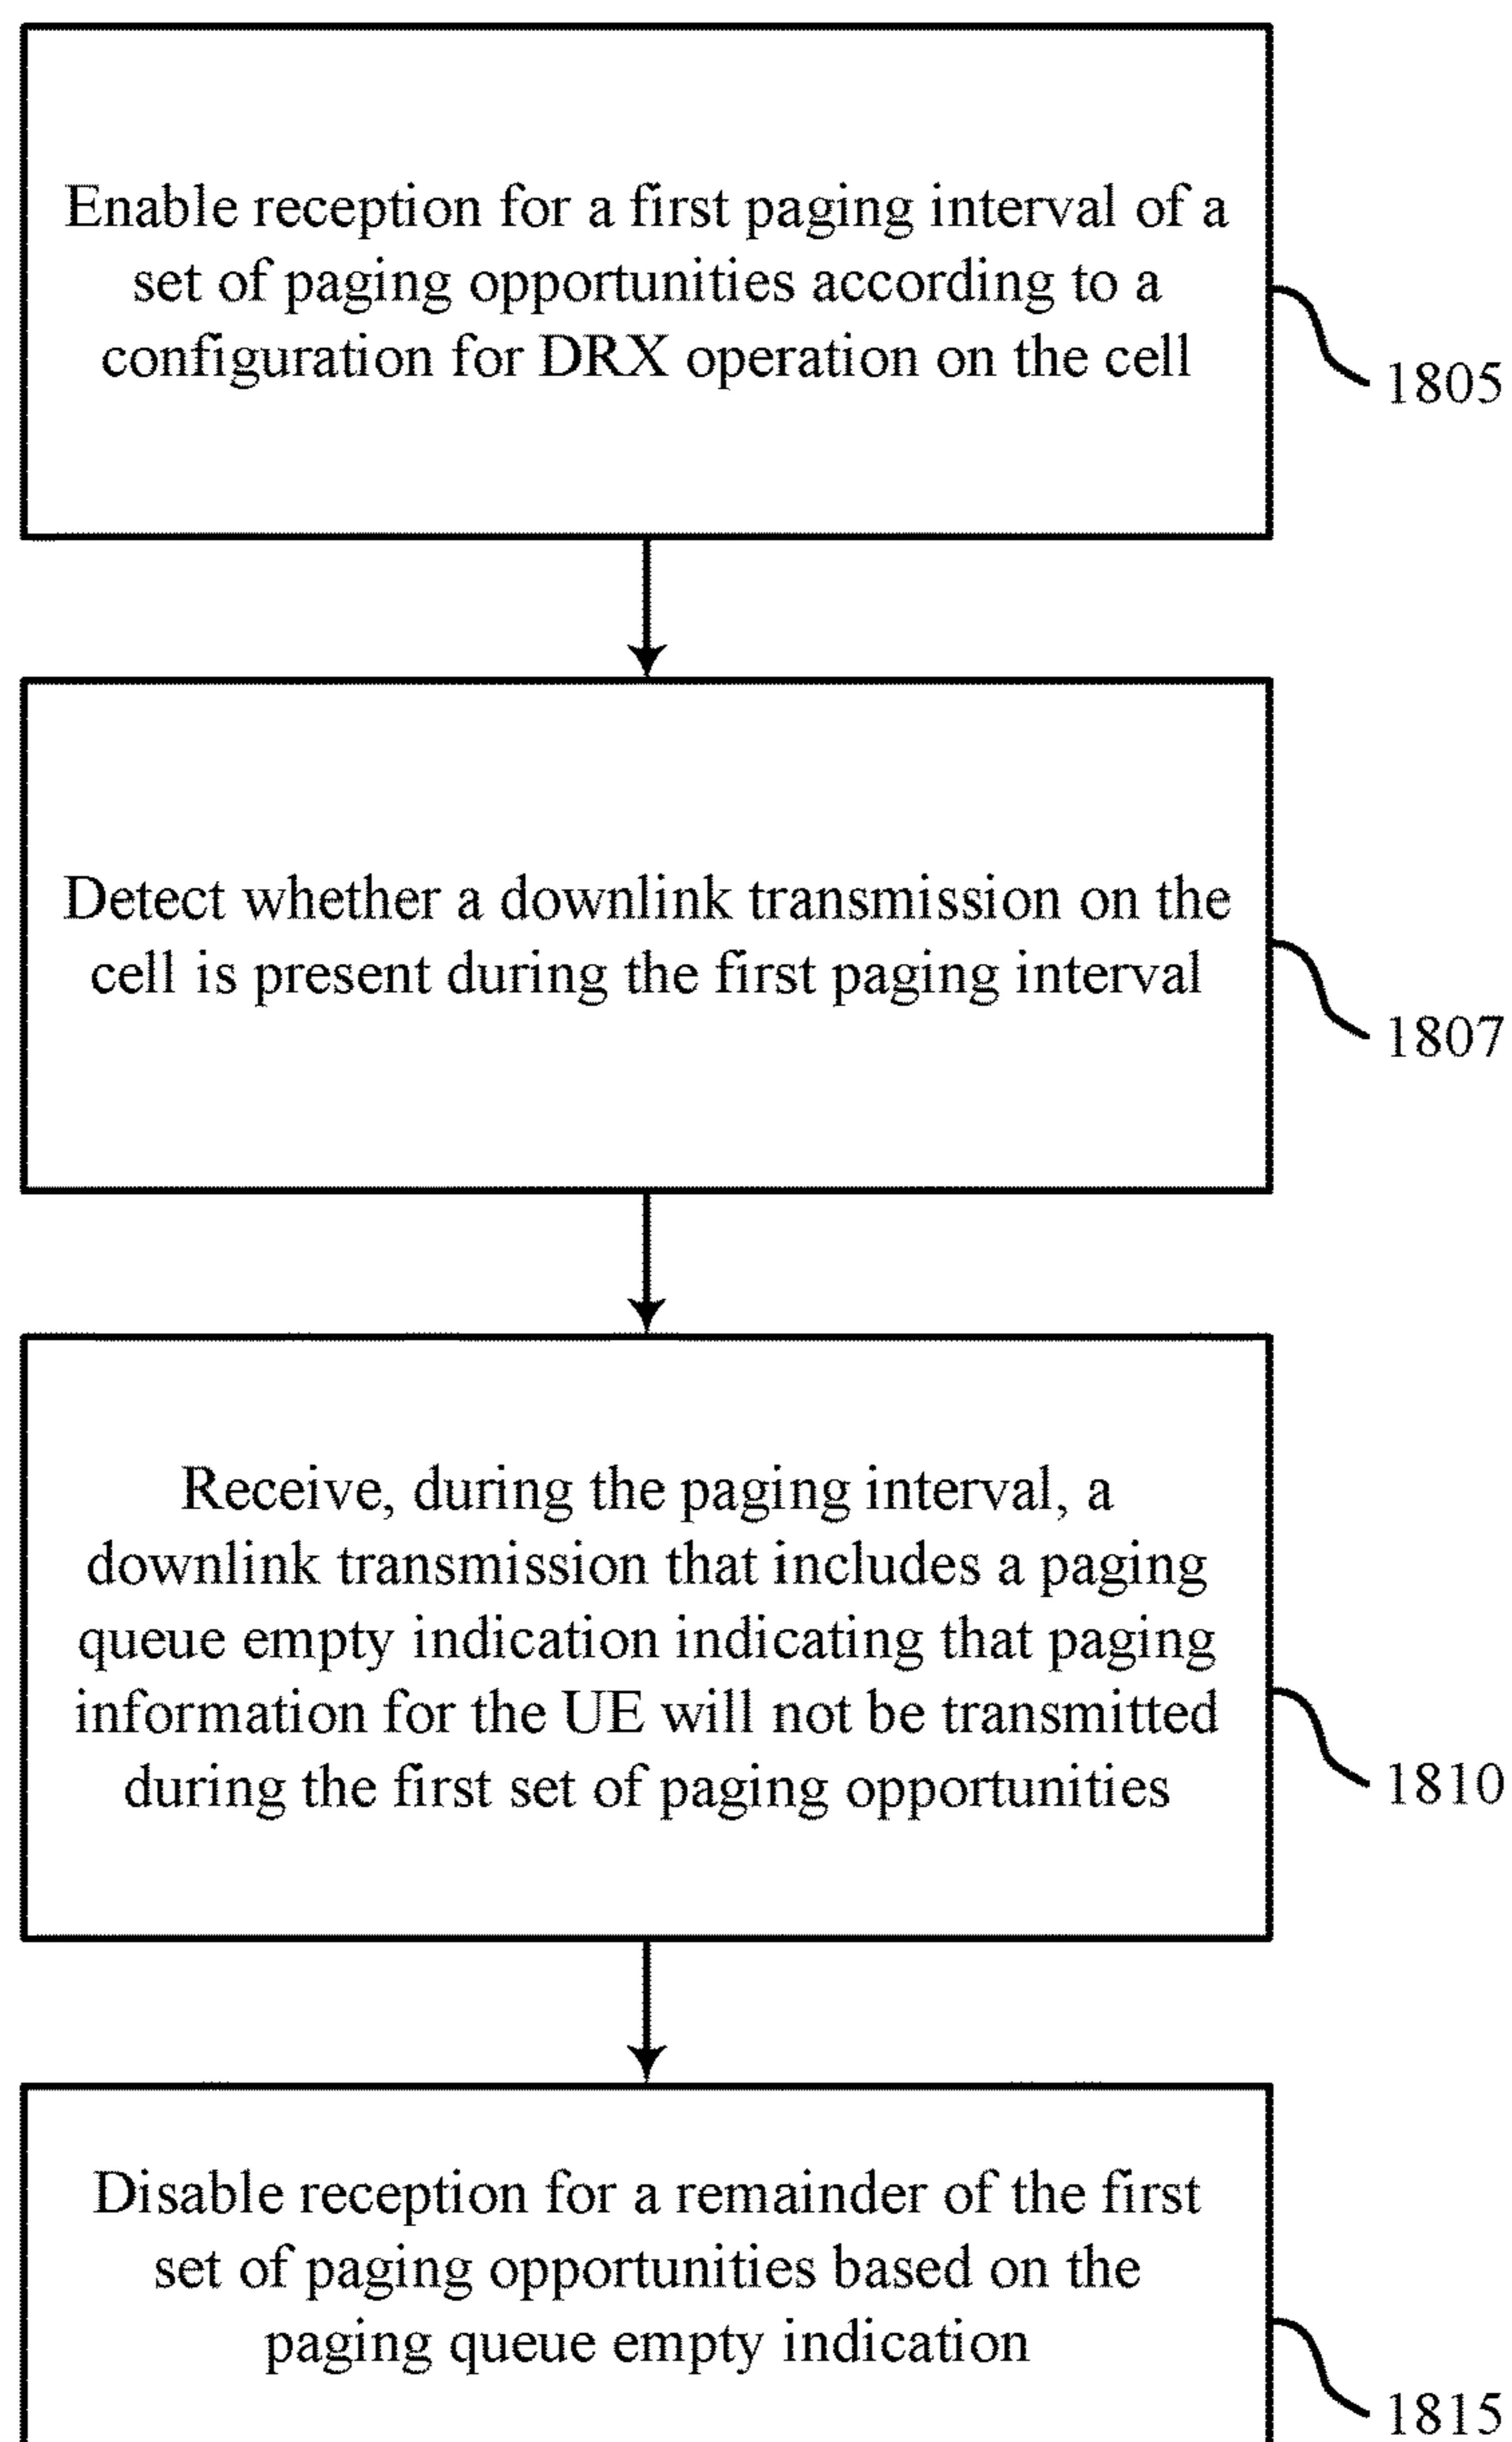 Enable reception for a first paging interval of a
set of paging opportunities according to a
configuration for DRX operation on the cell
1805
Detect whether a downlink transmission on the
cell is present during the first paging interval
1807
Receive, during the paging interval, a
downlink transmission that includes a paging
queue empty indication indicating that paging
information for the UE will not be transmitted
during the first set of paging opportunities
1810
Disable reception for a remainder of the first
set of paging opportunities based on the
paging queue empty indication
1815